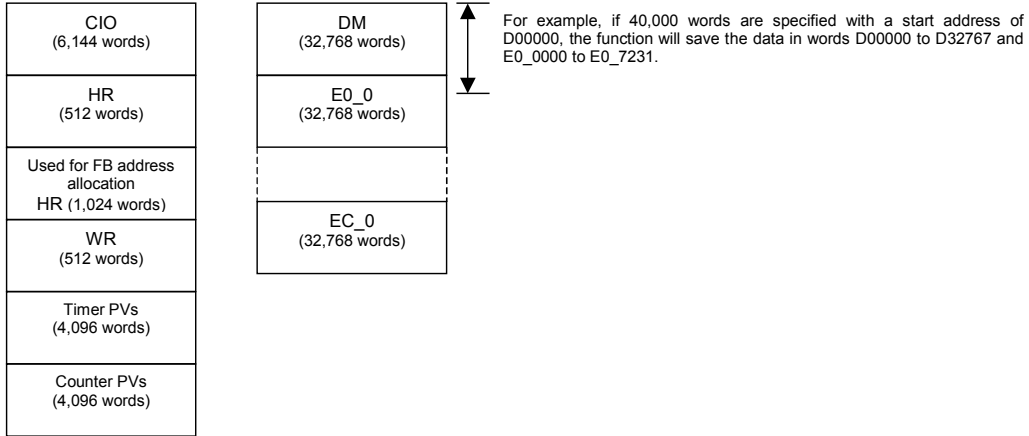 CIO
(6,144 words)
HR
(512 words)
Used for FB address
allocation
HR (1,024 words)
WR
(512 words)
Timer PVs
(4,096 words)
Counter PVs
(4,096 words)
DM
(32,768 words)
E0_0
(32,768 words)
EC_0
(32,768 words)
For example, if 40,000 words are specified with a start address of
D00000, the function will save the data in words D00000 to D32767 and
E0_0000 to E0_7231.